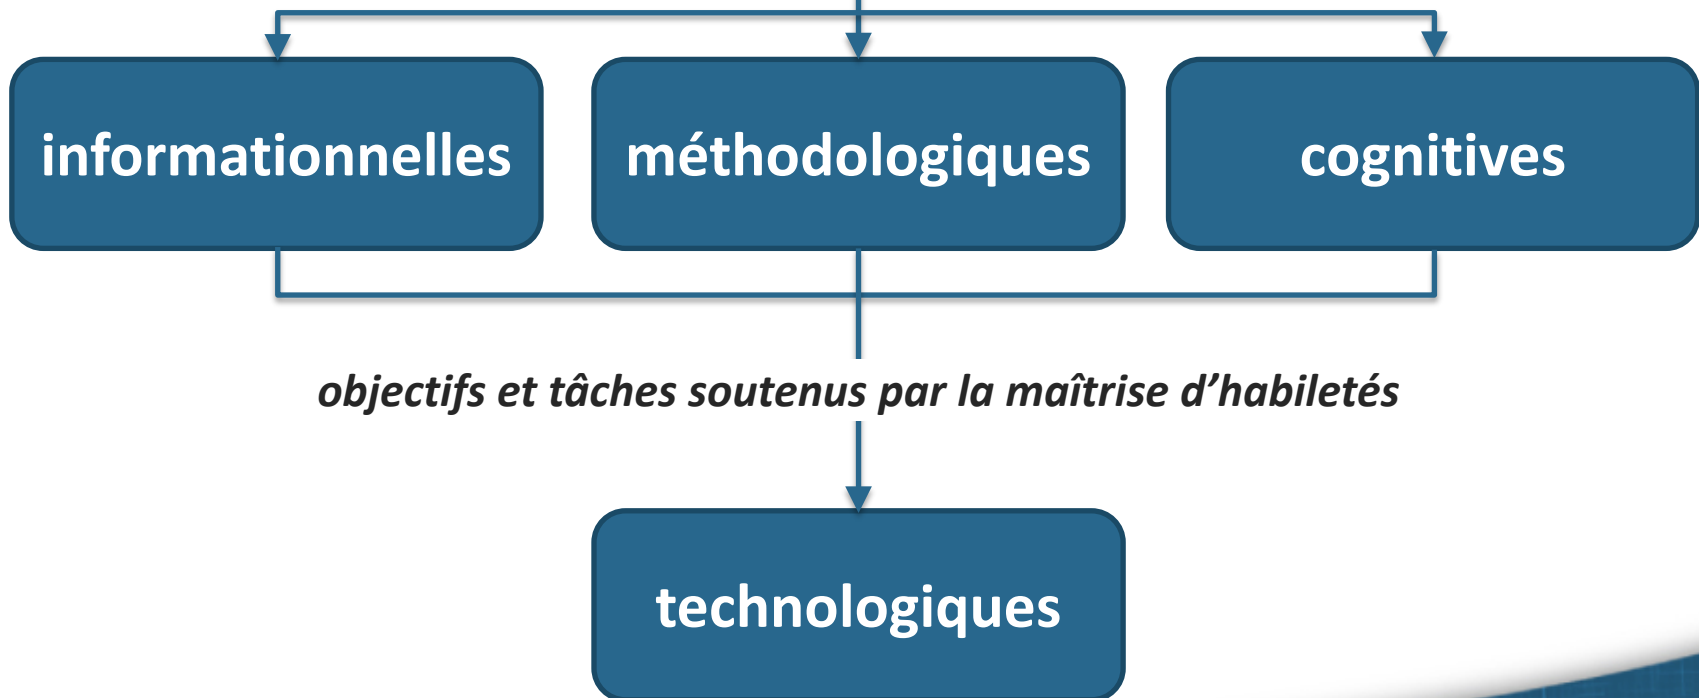 informationnelles
méthodologiques
cognitives
objectifs et tâches soutenus par la maîtrise d’habiletés
technologiques